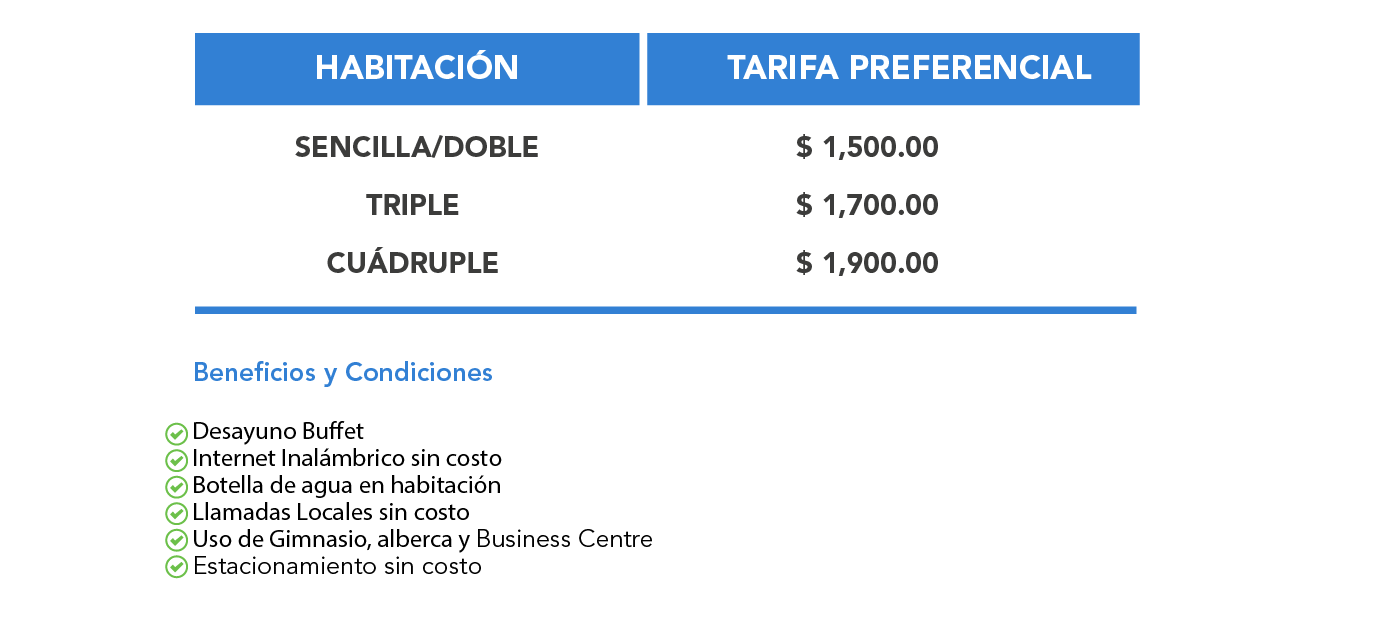 HABITACIÓN TARIFA PREFERENCIAL
SENCILLA/DOBLE $ 1,500.00
TRIPLE $ 1,700.00
CUÁDRUPLE $ 1,900.00
Beneficios y Condiciones
Desayuno Buffet
Internet Inalámbrico sin costo
Botella de agua en habitación
Llamadas Locales sin costo
Uso de Gimnasio, alberca y Business Centre
Estacionamiento sin costo